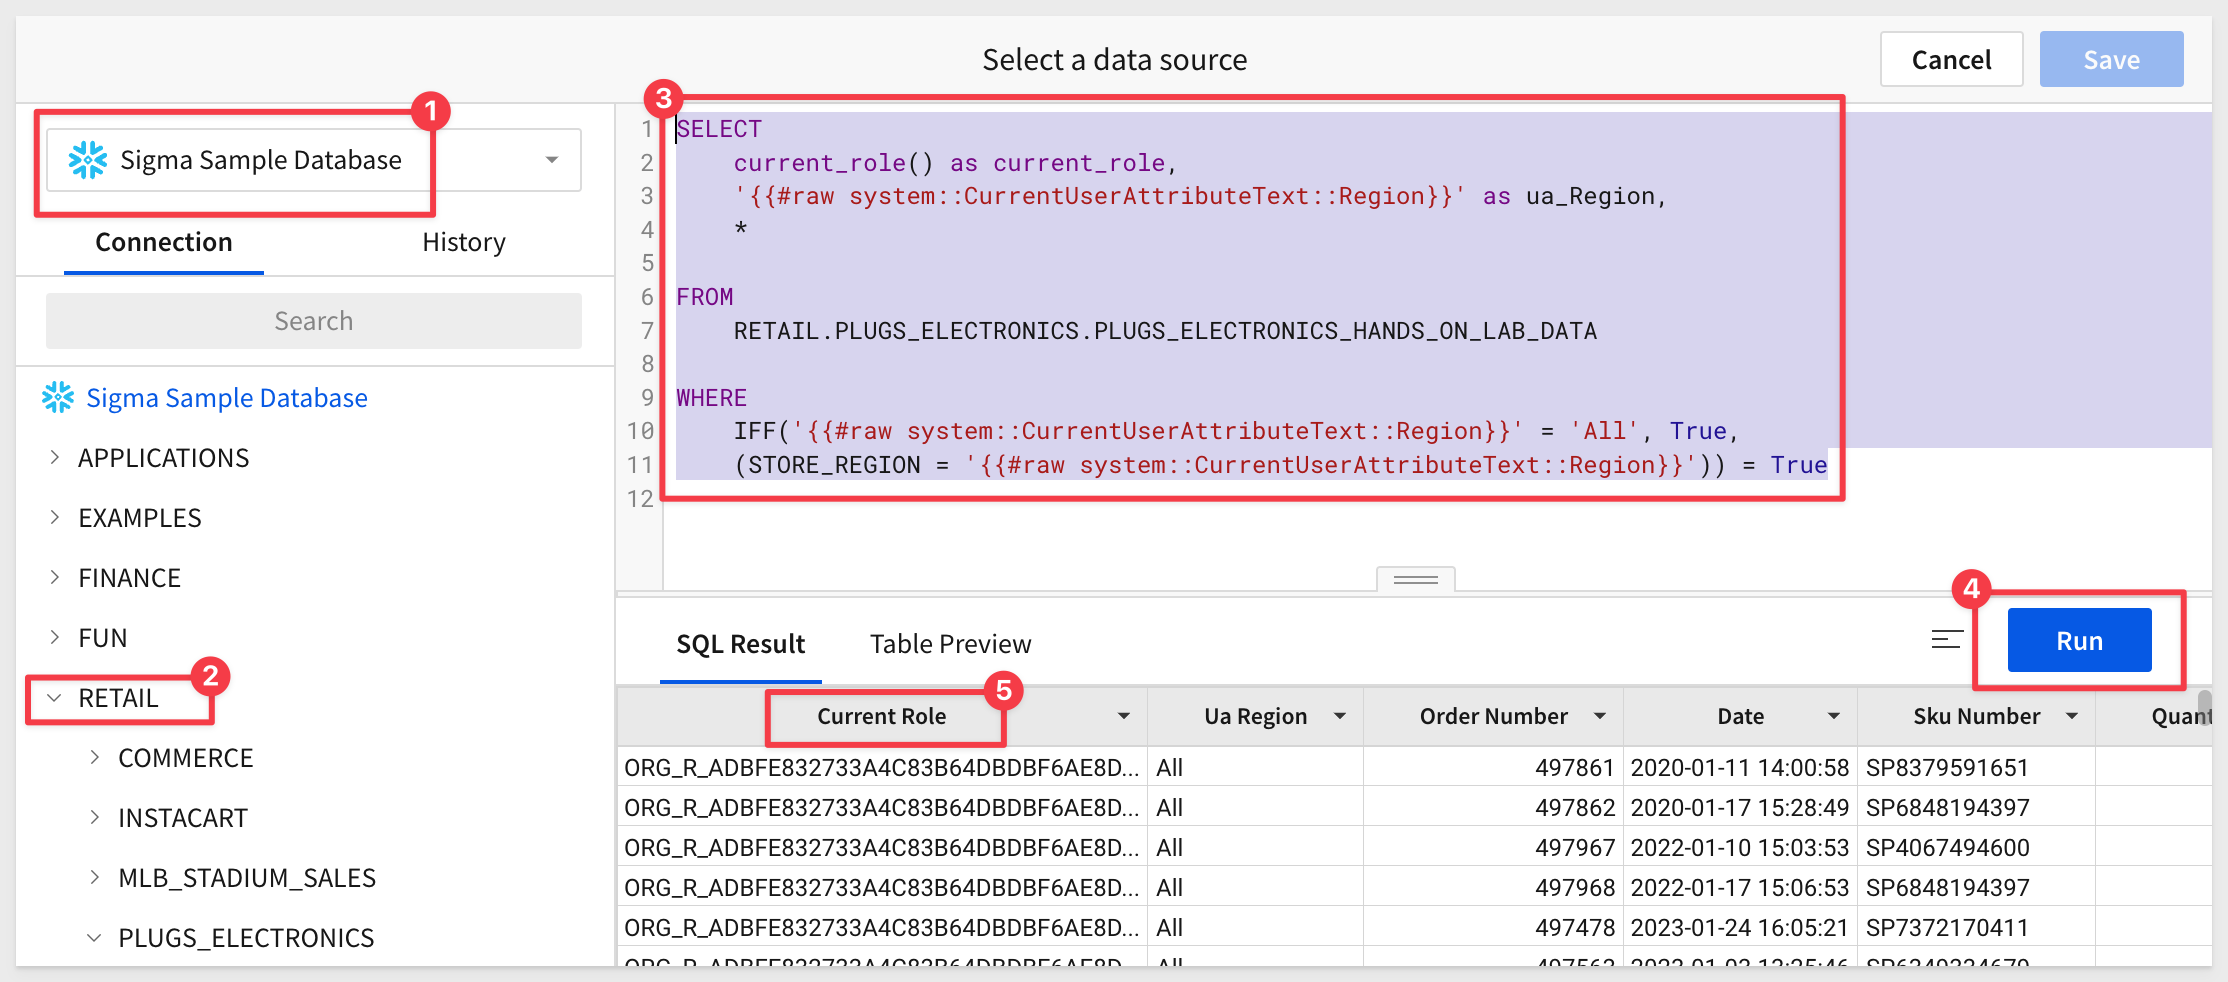 Select a data source
Cancel
Save
1
Sigma Sample Database
Connection
History
Search
Sigma Sample Database
APPLICATIONS
EXAMPLES
FINANCE
FUN
2
RETAIL
COMMERCE
INSTACART
MLB_STADIUM_SALES
PLUGS_ELECTRONICS
3
1 SELECT
2 current_role() as current_role,
3 '{{#raw system::CurrentUserAttributeText::Region}}' as ua_Region,
4 *
5
6 FROM
7 RETAIL.PLUGS_ELECTRONICS.PLUGS_ELECTRONICS_HANDS_ON_LAB_DATA
8
9 WHERE
10 IFF('{{#raw system::CurrentUserAttributeText::Region}}' = 'All', True,
11 (STORE_REGION = '{{#raw system::CurrentUserAttributeText::Region}}')) = True
12
SQL Result
Table Preview
4
Run
5
Current Role Ua Region Order Number Date Sku Number Quant
ORG_R_ADBFE832733A4C83B64DBDBF6AE8D... All 497861 2020-01-11 14:00:58 SP8379591651
ORG_R_ADBFE832733A4C83B64DBDBF6AE8D... All 497862 2020-01-17 15:28:49 SP6848194397
ORG_R_ADBFE832733A4C83B64DBDBF6AE8D... All 497967 2022-01-10 15:03:53 SP4067494600
ORG_R_ADBFE832733A4C83B64DBDBF6AE8D... All 497968 2022-01-17 15:06:53 SP6848194397
ORG_R_ADBFE832733A4C83B64DBDBF6AE8D... All 497478 2023-01-24 16:05:21 SP7372170411